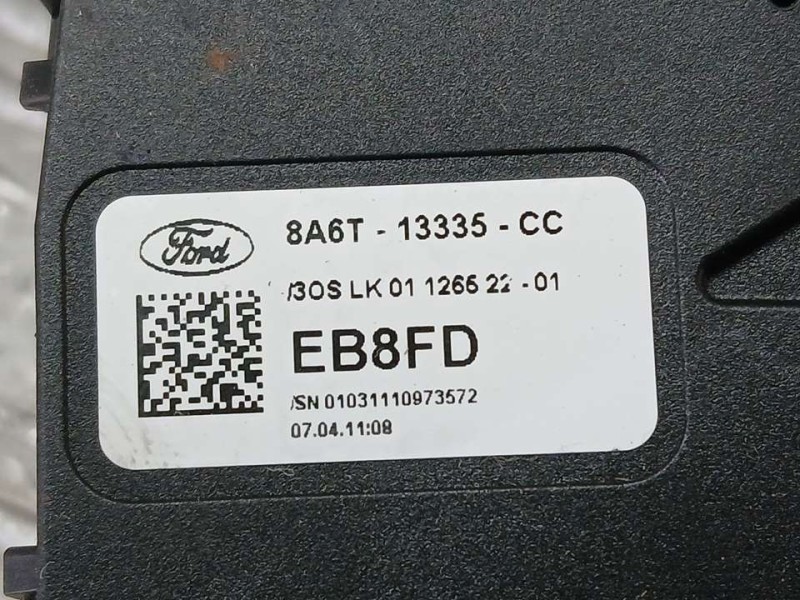 Ford
8A6T - 13335 - CC
/3OS LK 01 1266 22 - 01
EB8FD
/SN 01031110973572
07.04.11:08